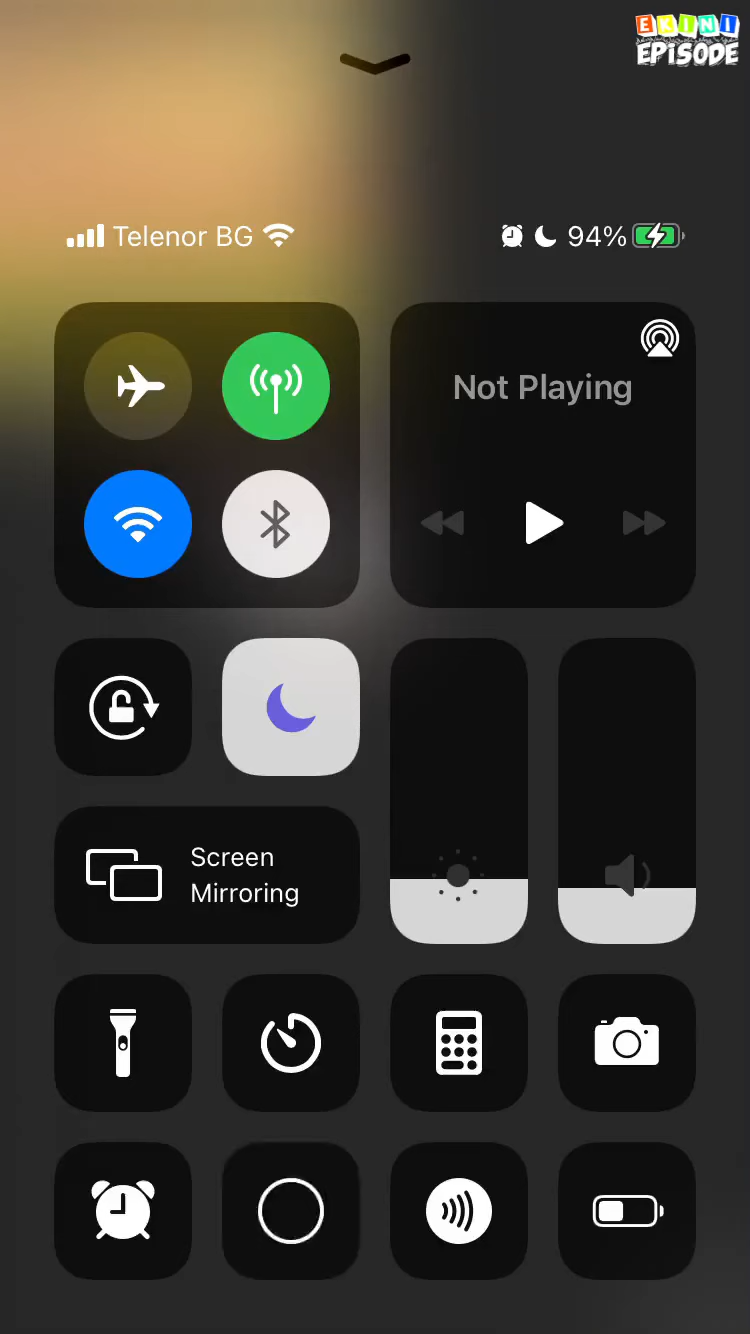 EKINI
EPISODE
Telenor BG
94%
Not Playing
Screen
Mirroring